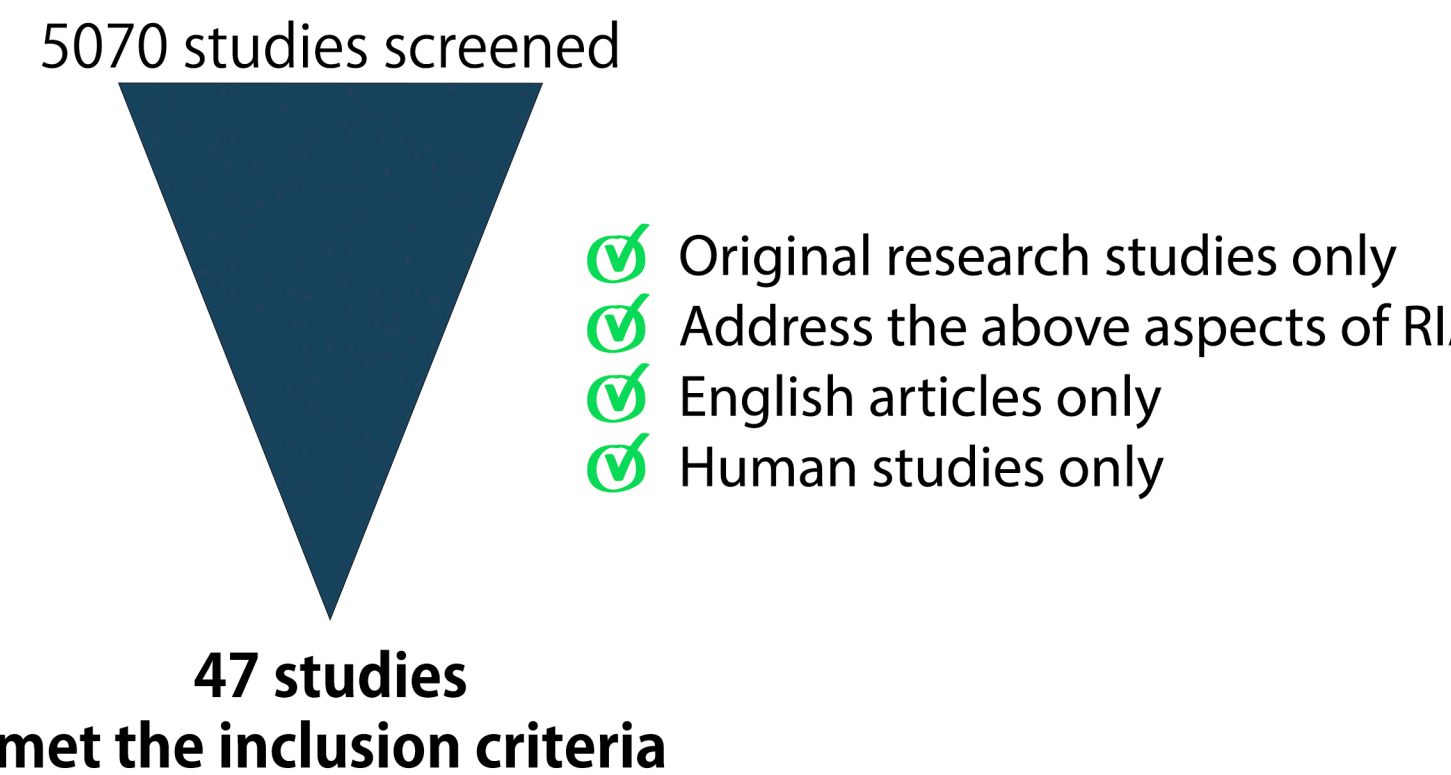 5070 studies screened
Original research studies only
Address the above aspects of
English articles only
Human studies only
47 studies
met the inclusion criteria